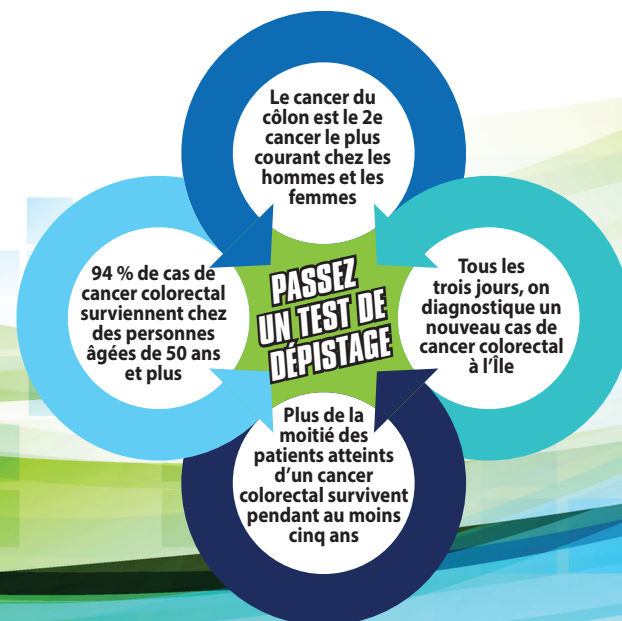 Le cancer du
côlon est le 2e
cancer le plus
courant chez les
hommes et les
femmes
94 % de cas de
cancer colorectal
surviennent chez
des personnes
âgées de 50 ans
et plus
PASSEZ
UN TEST DE
DÉPISTAGE
Tous les
trois jours, on
diagnostique un
nouveau cas de
cancer colorectal
à l’Île
Plus de la
moitié des
patients atteints
d’un cancer
colorectal survivent
pendant au moins
cinq ans